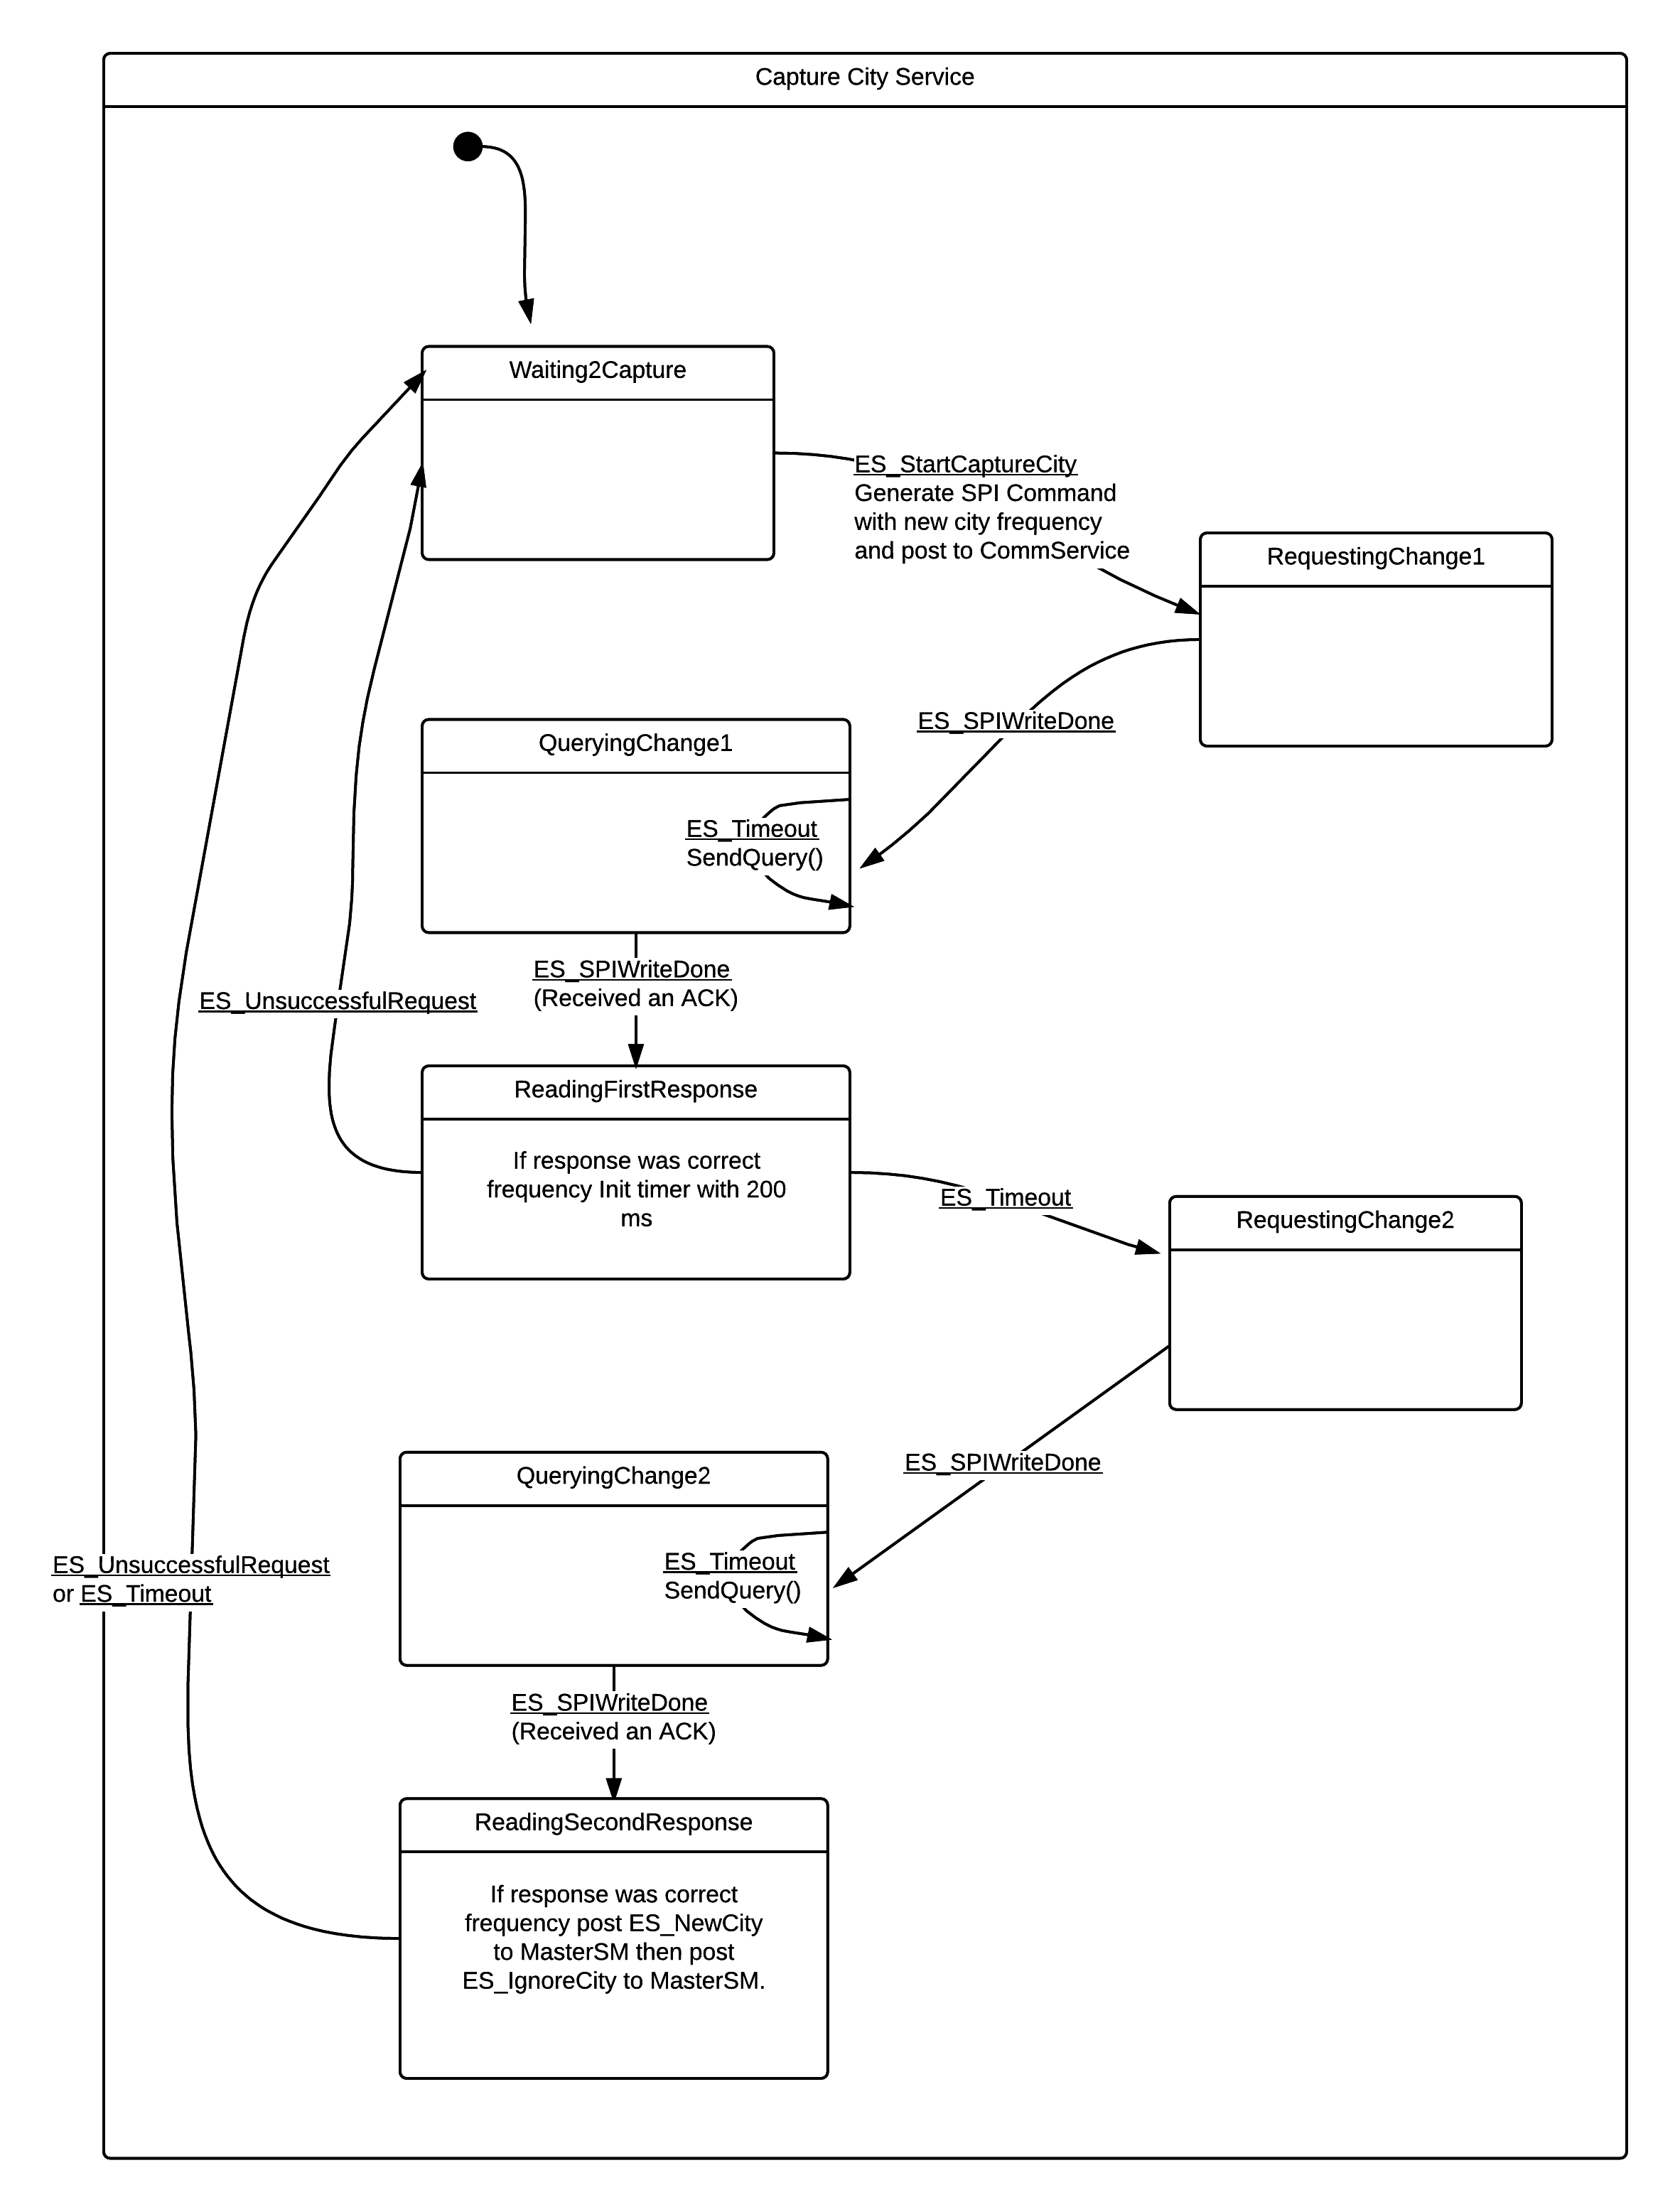 Capture City Service
Waiting2Capture
ES_StartCaptureCity
Generate SPI Command
with new city frequency
and post to CommService
RequestingChange1
ES_SPIWriteDone
QueryingChange1
ES_Timeout
SendQuery()
ES_SPIWriteDone
(Received an ACK)
ES_UnsuccessfulRequest
ReadingFirstResponse
If response was correct
frequency Init timer with 200
ms
ES_Timeout
RequestingChange2
ES_SPIWriteDone
QueryingChange2
ES_Timeout
SendQuery()
ES_UnsuccessfulRequest
or ES_Timeout
ES_SPIWriteDone
(Received an ACK)
ReadingSecondResponse
If response was correct
frequency post ES_NewCity
to MasterSM then post
ES_IgnoreCity to MasterSM.